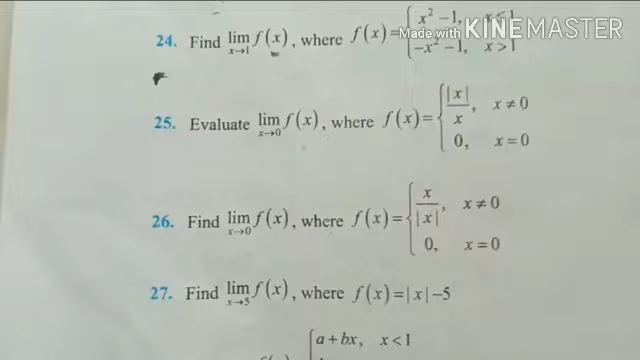 Made with KINEMASTER
24. Find lim x→1 f(x), where f(x)= { x² −1, x≤1
−x² −1, x>1
25. Evaluate lim x→0 f(x), where f(x)= { |x|/x, x≠0
0, x=0
26. Find lim x→0 f(x), where f(x)= { x/|x|, x≠0
0, x=0
27. Find lim x→5 f(x), where f(x)=|x|−5
a+bx, x<1